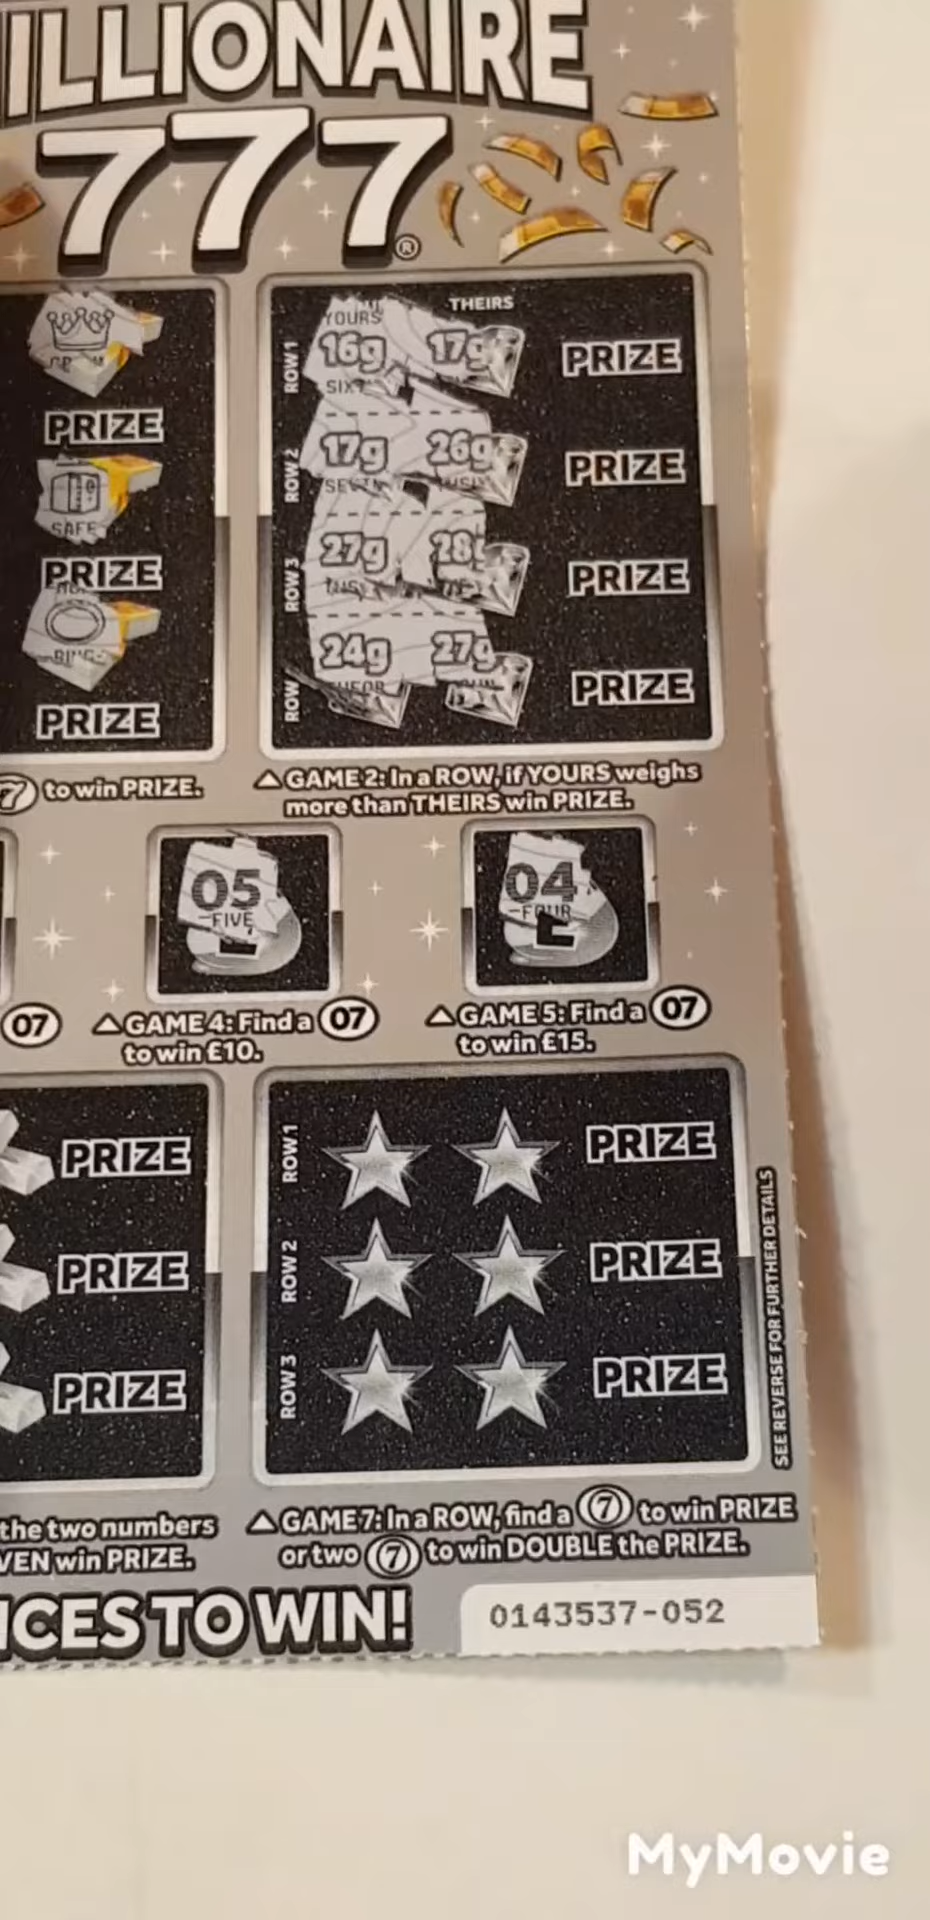 ILLIONAIRE
777®
YOURS THEIRS
ROW 1 16g 17g PRIZE
PRIZE
ROW 2 17g 26g PRIZE
SAFE
PRIZE
ROW 3 27g 28 PRIZE
ROW 24g 27g PRIZE
PRIZE
7 to win PRIZE.
▲GAME 2: In a ROW, if YOURS weighs
more than THEIRS win PRIZE.
05
FIVE
04
FOUR
07
▲GAME 4: Find a 07
to win £10.
▲GAME 5: Find a 07
to win £15.
PRIZE
PRIZE
PRIZE
ROW 1 PRIZE
ROW 2 PRIZE
ROW 3 PRIZE
SEE REVERSE FOR FURTHER DETAILS
the two numbers
VEN win PRIZE.
▲GAME 7: In a ROW, find a 7 to win PRIZE
or two 7 to win DOUBLE the PRIZE.
CES TO WIN!
0143537-052
MyMovie